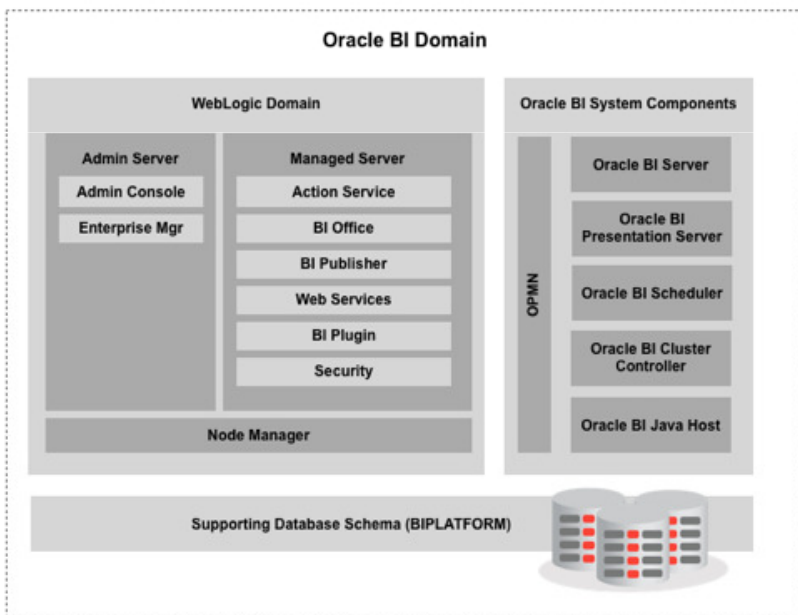 Oracle BI Domain
WebLogic Domain
Admin Server
Admin Console
Enterprise Mgr
Managed Server
Action Service
BI Office
BI Publisher
Web Services
BI Plugin
Security
Node Manager
Oracle BI System Components
OPMN
Oracle BI Server
Oracle BI
Presentation Server
Oracle BI Scheduler
Oracle BI Cluster
Controller
Oracle BI Java Host
Supporting Database Schema (BIPLATFORM)